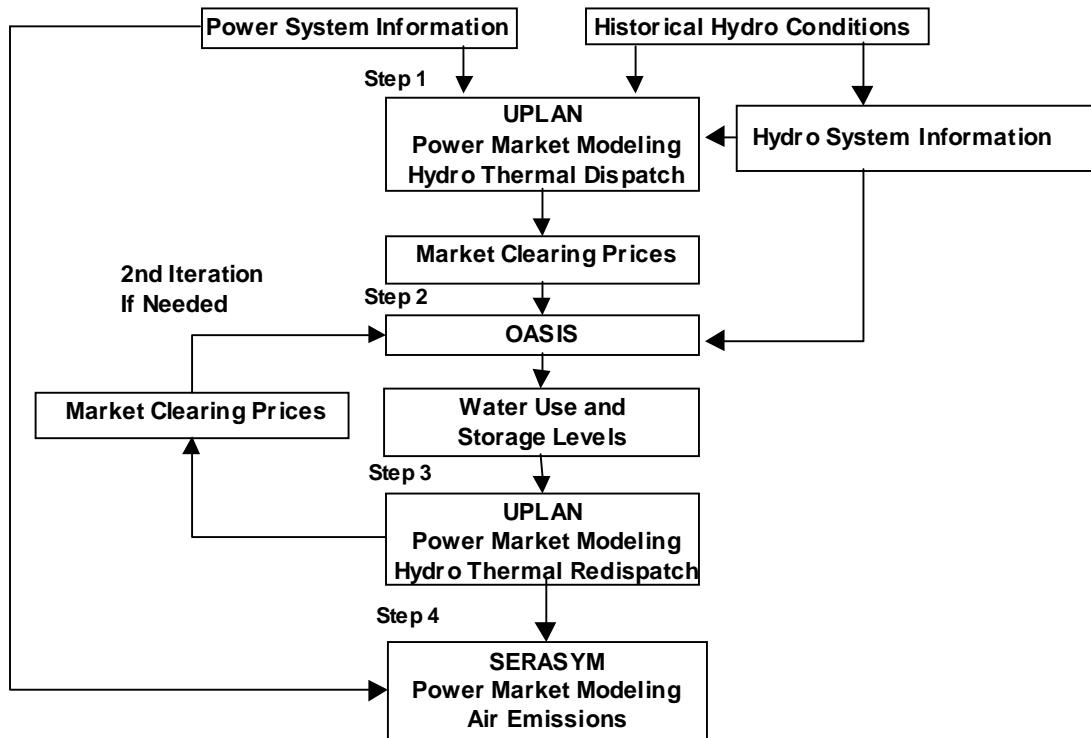 Power System Information
Historical Hydro Conditions
Step 1
UPLAN
Power Market Modeling
Hydro Thermal Dispatch
Hydro System Information
Market Clearing Prices
2nd Iteration
If Needed
Step 2
OASIS
Market Clearing Prices
Water Use and
Storage Levels
Step 3
UPLAN
Power Market Modeling
Hydro Thermal Redispatch
Step 4
SERASYM
Power Market Modeling
Air Emissions